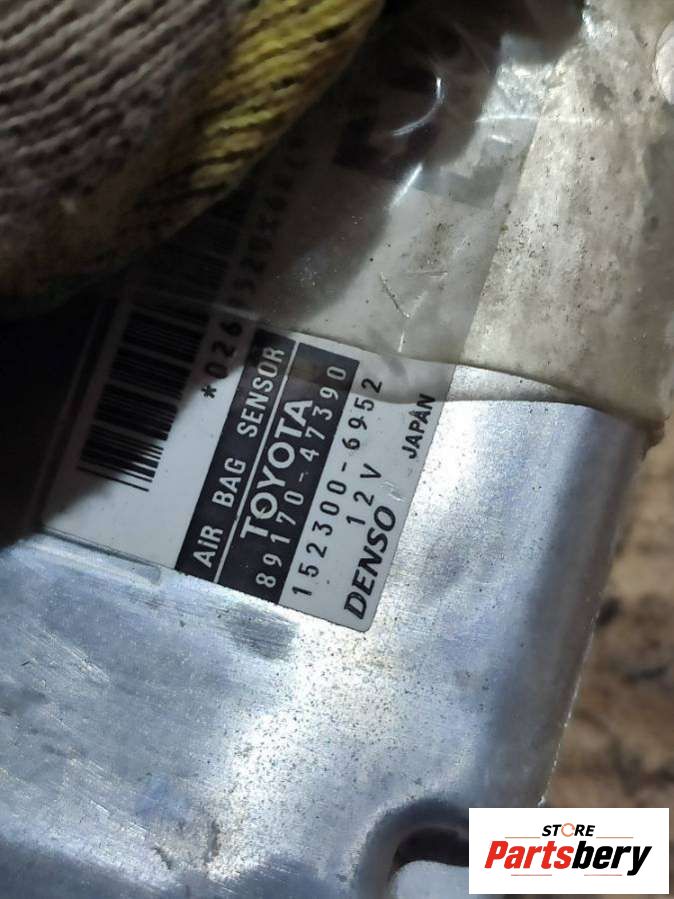 AIR BAG SENSOR
TOYOTA
89170-47390
152300-6952
12V
DENSO JAPAN
STORE
Partsbery